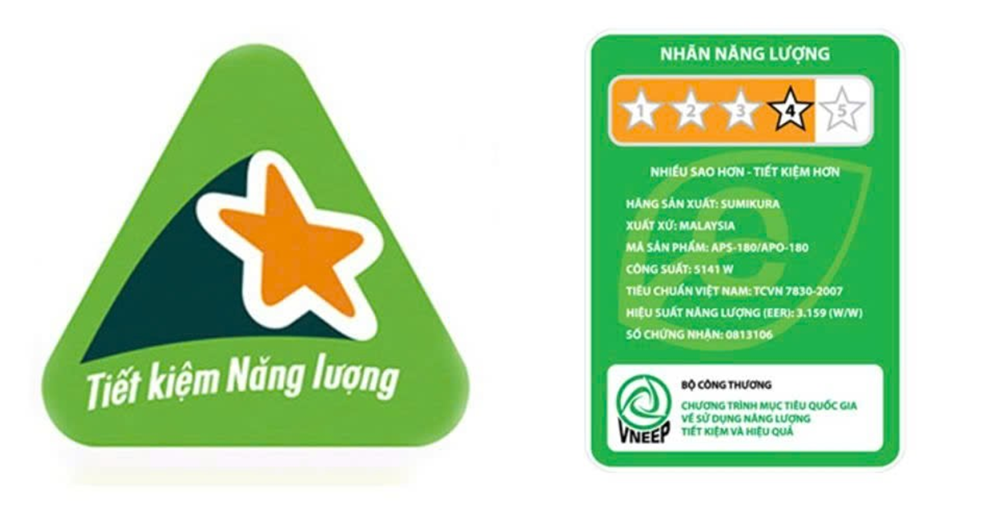 Tiết kiệm Năng lượng
NHÃN NĂNG LƯỢNG
1 2 3 4 5
NHIỀU SAO HƠN - TIẾT KIỆM HƠN
HÃNG SẢN XUẤT: SUMIKURA
XUẤT XỨ: MALAYSIA
MÃ SẢN PHẨM: APS-180/APO-180
CÔNG SUẤT: 5141 W
TIÊU CHUẨN VIỆT NAM: TCVN 7830-2007
HIỆU SUẤT NĂNG LƯỢNG (EER): 3.159 (W/W)
SỐ CHỨNG NHẬN: 0813106
VNEEP
BỘ CÔNG THƯƠNG
CHƯƠNG TRÌNH MỤC TIÊU QUỐC GIA
VỀ SỬ DỤNG NĂNG LƯỢNG
TIẾT KIỆM VÀ HIỆU QUẢ